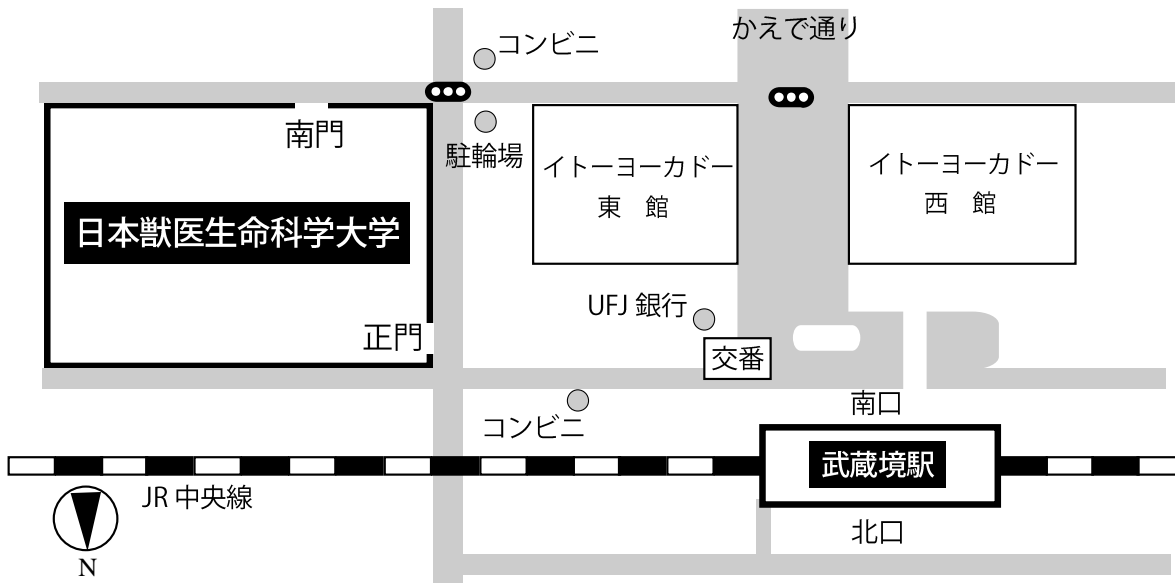 かえで通り
コンビニ
南門
駐輪場
イトーヨーカドー
東 館
イトーヨーカドー
西 館
日本獣医生命科学大学
UFJ 銀行
正門
交番
南口
コンビニ
武蔵境駅
JR 中央線
北口
N